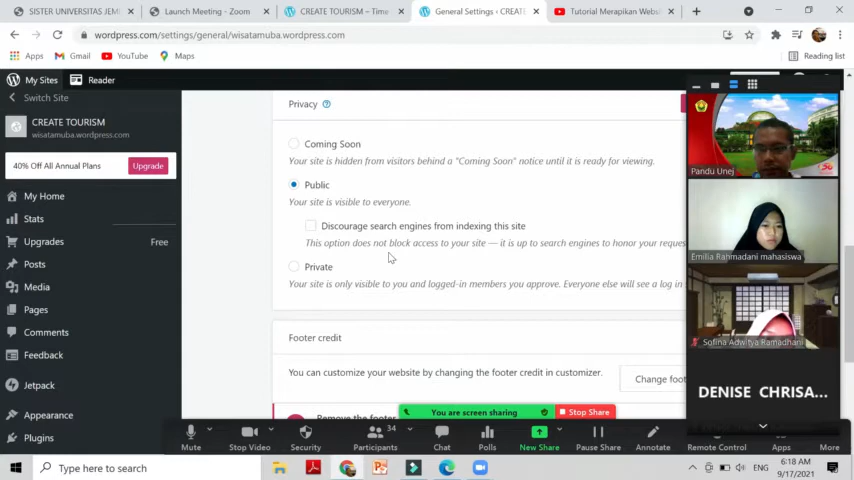 SISTER UNIVERSITAS JEM
Launch Meeting - Zoom
CREATE TOURISM – Time
General Settings ‹ CREATE
Tutorial Merapikan Websi
wordpress.com/settings/general/wisatamuba.wordpress.com
Apps
Gmail
YouTube
Maps
Reading list
My Sites
Reader
Switch Site
CREATE TOURISM
wisatamuba.wordpress.com
40% Off All Annual Plans
Upgrade
My Home
Stats
Upgrades
Free
Posts
Media
Pages
Comments
Feedback
Jetpack
Appearance
Plugins
Privacy
Coming Soon
Your site is hidden from visitors behind a "Coming Soon" notice until it is ready for viewing.
Public
Your site is visible to everyone.
Discourage search engines from indexing this site
This option does not block access to your site — it is up to search engines to honor your reques
Private
Your site is only visible to you and logged-in members you approve. Everyone else will see a log in
Footer credit
You can customize your website by changing the footer credit in customizer.
Change foot
Remove the footer
Pandu Unej
Emilia Rahmadani mahasiswa
Sofina Adwitya Ramadhani
DENISE CHRISA...
You are screen sharing
Stop Share
Mute
Stop Video
Security
34
Participants
Chat
Polls
New Share
Pause Share
Annotate
Remote Control
Apps
More
Type here to search
ENG
6:18 AM
9/17/2021